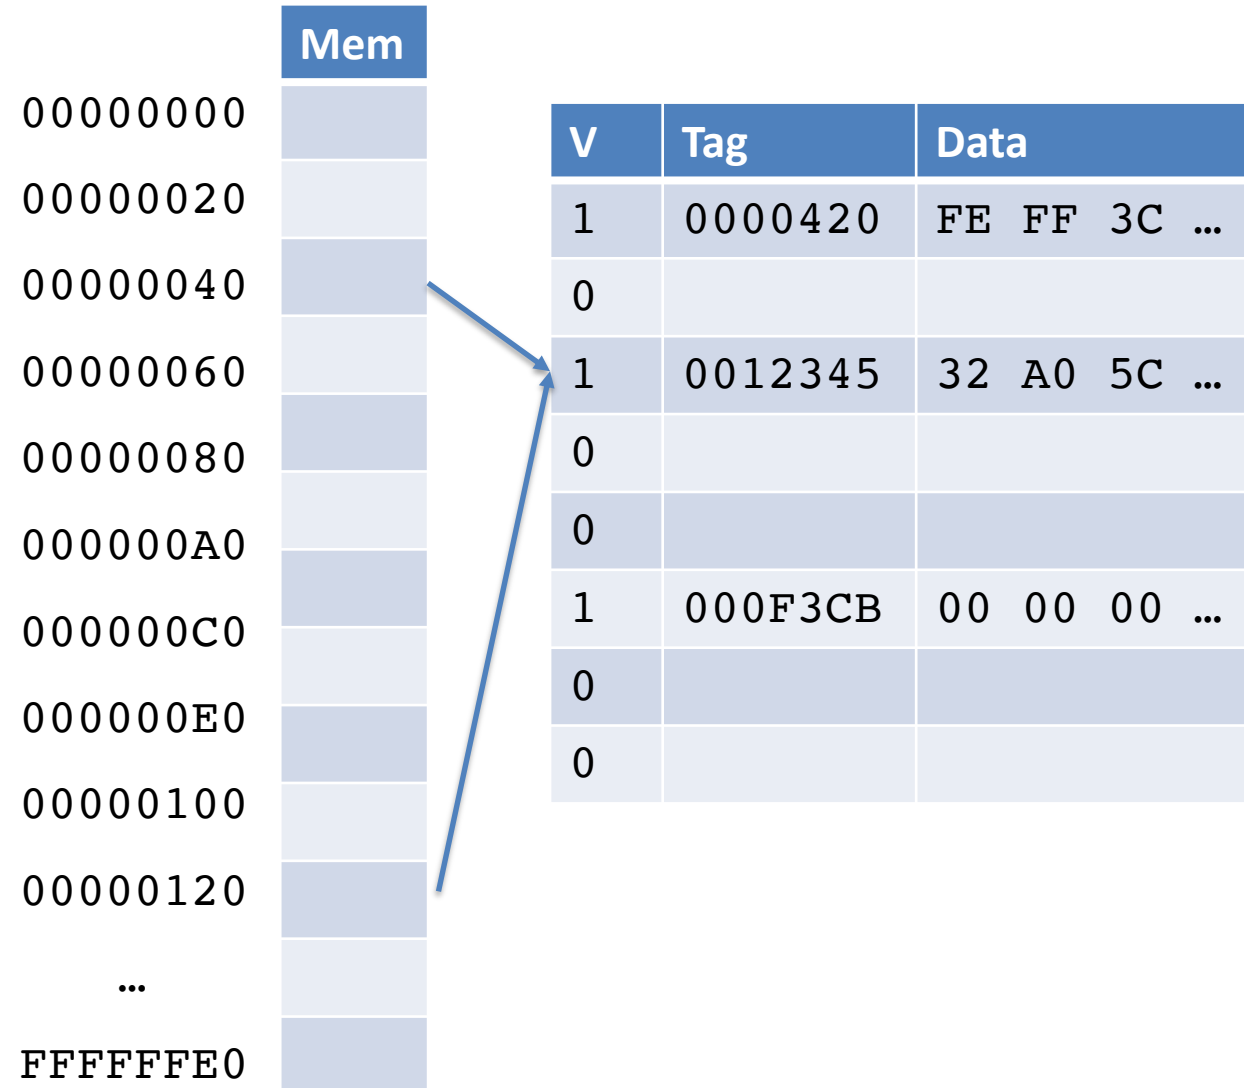 Mem
00000000
00000020
00000040
00000060
00000080
000000A0
000000C0
000000E0
00000100
00000120
…
FFFFFFE0
V Tag Data
1 0000420 FE FF 3C …
0
1 0012345 32 A0 5C …
0
0
1 000F3CB 00 00 00 …
0
0